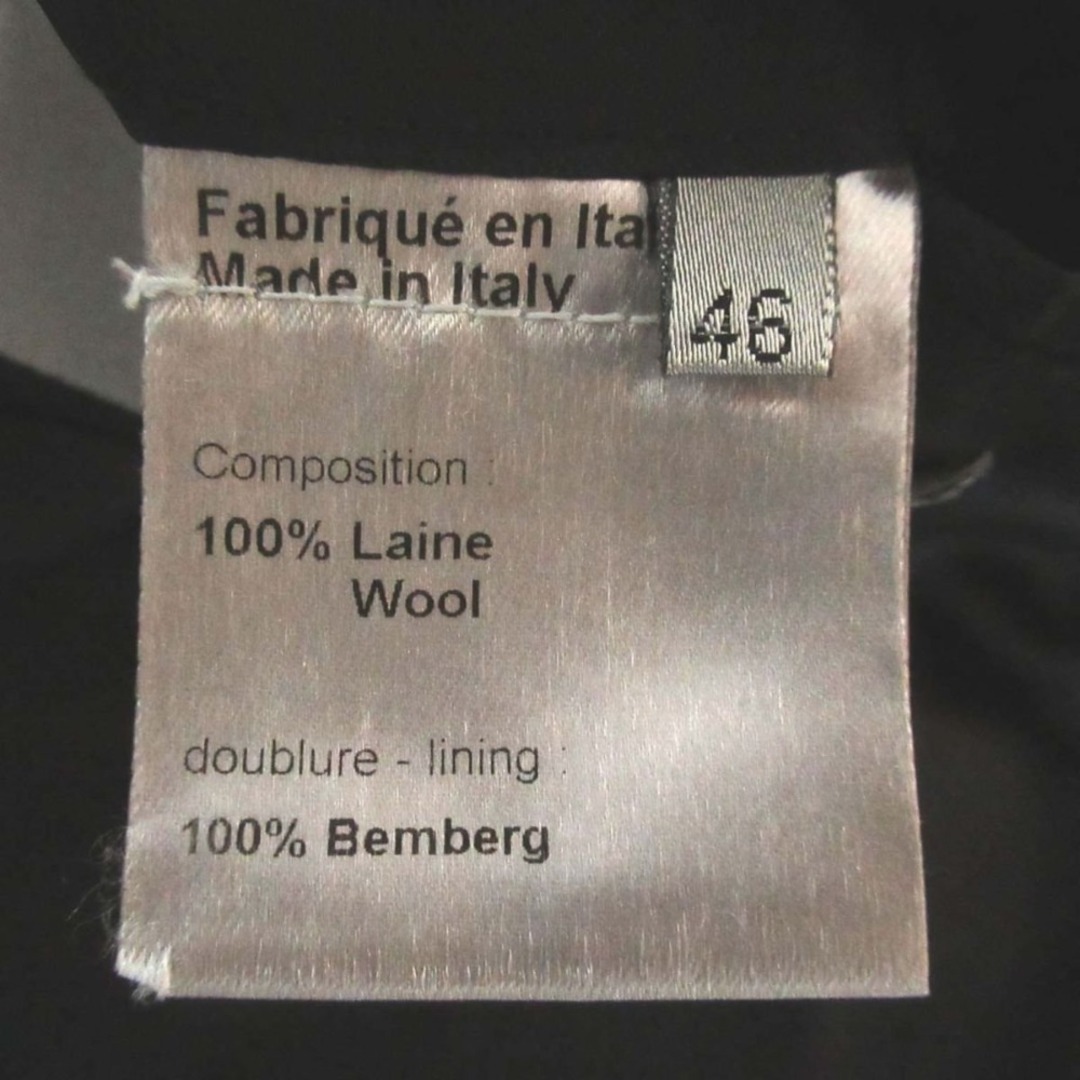 Fabriqué en Ita
Made in Italy
46
Composition :
100% Laine
Wool
doublure - lining :
100% Bemberg